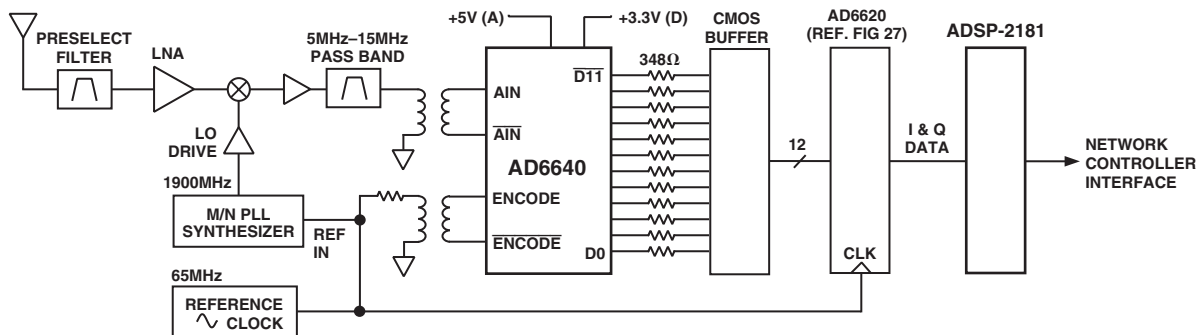 PRESELECT
FILTER
LNA
5MHz–15MHz
PASS BAND
LO
DRIVE
1900MHz
M/N PLL
SYNTHESIZER
REF
IN
65MHz
REFERENCE
CLOCK
+5V (A)
+3.3V (D)
AIN
AIN
AD6640
ENCODE
ENCODE
D11
D0
348Ω
CMOS
BUFFER
12
AD6620
(REF. FIG 27)
CLK
I & Q
DATA
ADSP-2181
NETWORK
CONTROLLER
INTERFACE